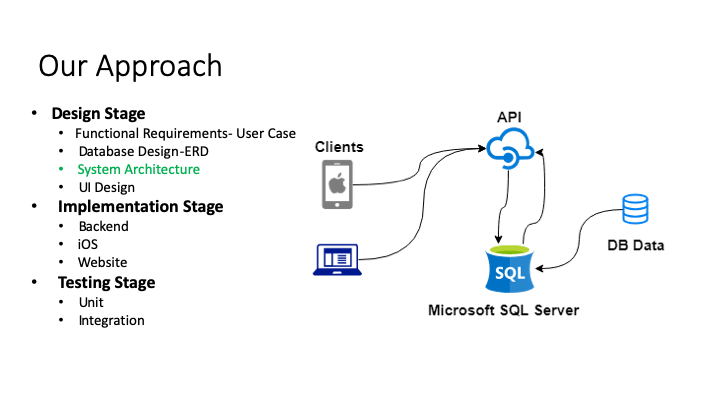 Our Approach
• Design Stage
• Functional Requirements- User Case
• Database Design-ERD
• System Architecture
• UI Design
• Implementation Stage
• Backend
• iOS
• Website
• Testing Stage
• Unit
• Integration
API
Clients
DB Data
SQL
Microsoft SQL Server